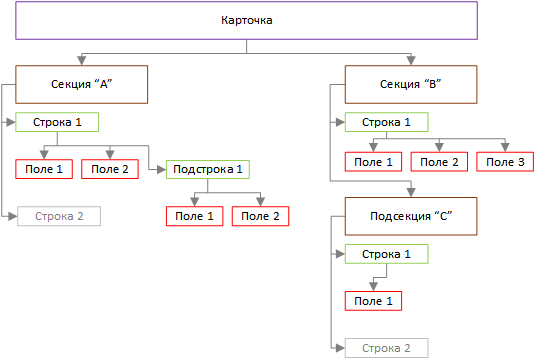 Карточка
Секция “A”
Секция “B”
Строка 1
Строка 1
Поле 1
Поле 2
Подстрока 1
Поле 1
Поле 2
Поле 3
Строка 2
Поле 1
Поле 2
Подсекция “C”
Строка 1
Поле 1
Строка 2